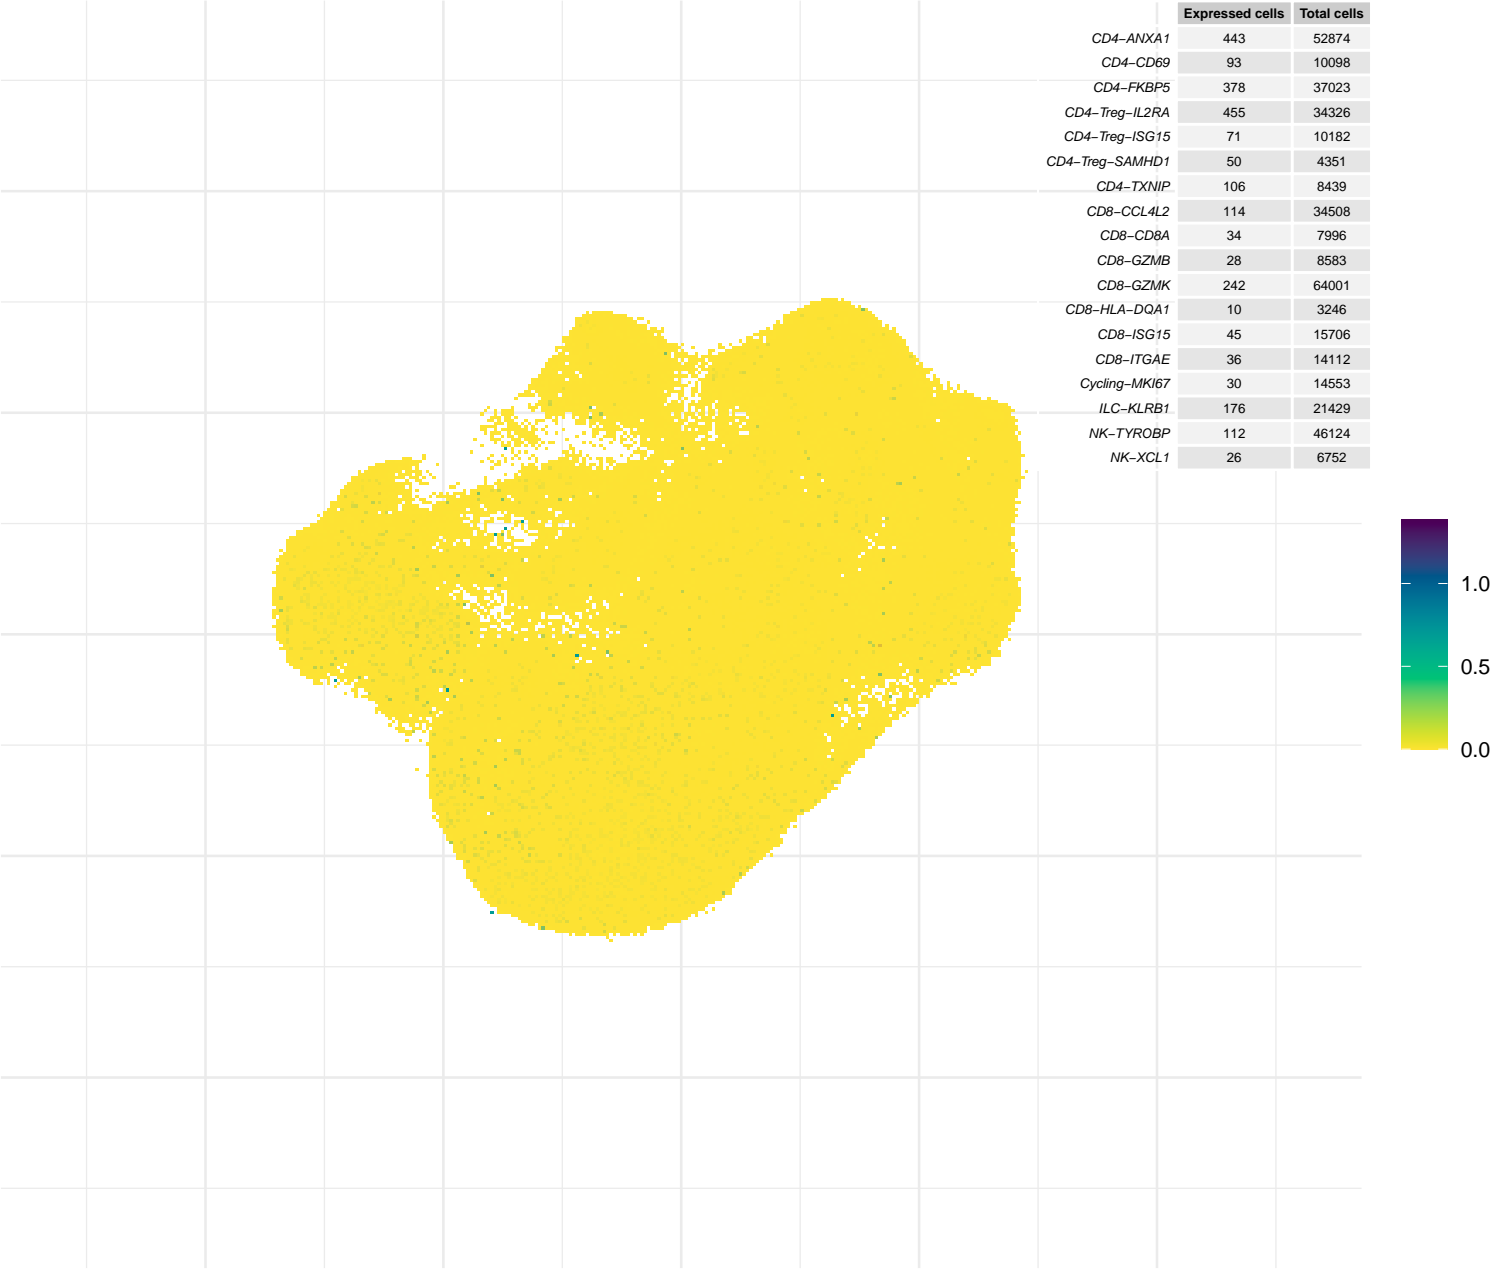 Expressed cells Total cells
CD4−ANXA1 443 52874
CD4−CD69 93 10098
CD4−FKBP5 378 37023
CD4−Treg−IL2RA 455 34326
CD4−Treg−ISG15 71 10182
CD4−Treg−SAMHD1 50 4351
CD4−TXNIP 106 8439
CD8−CCL4L2 114 34508
CD8−CD8A 34 7996
CD8−GZMB 28 8583
CD8−GZMK 242 64001
CD8−HLA−DQA1 10 3246
CD8−ISG15 45 15706
CD8−ITGAE 36 14112
Cycling−MKI67 30 14553
ILC−KLRB1 176 21429
NK−TYROBP 112 46124
NK−XCL1 26 6752
1.0
0.5
0.0